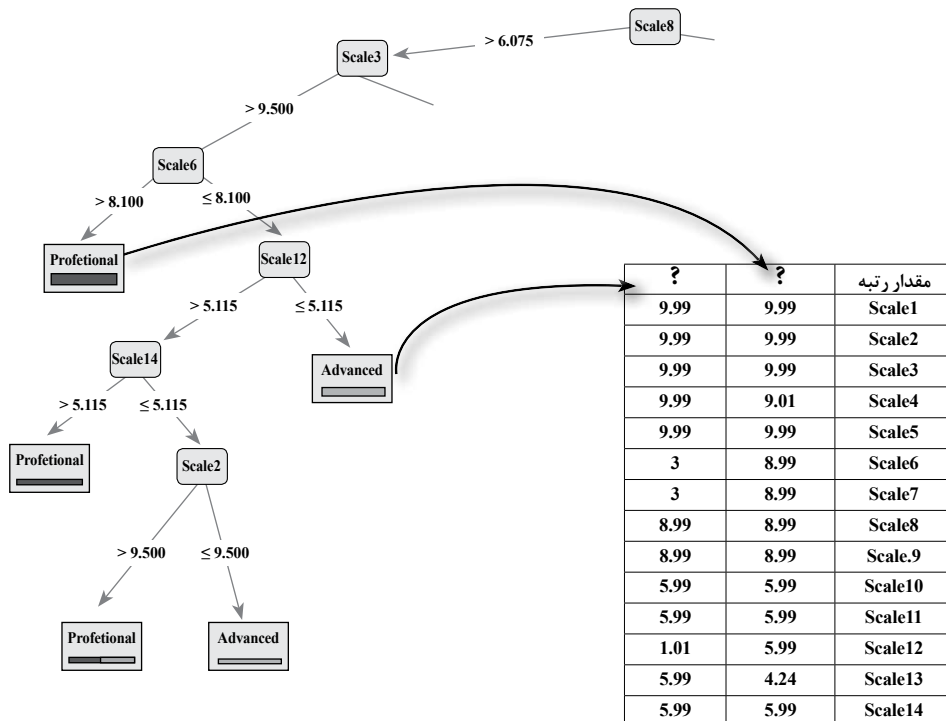 Scale8
> 6.075
Scale3
> 9.500
Scale6
> 8.100
≤ 8.100
Profetional
Scale12
> 5.115
≤ 5.115
Scale14
Advanced
> 5.115
≤ 5.115
Profetional
Scale2
> 9.500
≤ 9.500
Profetional
Advanced
? ? مقدار رتبه
9.99 9.99 Scale1
9.99 9.99 Scale2
9.99 9.99 Scale3
9.99 9.01 Scale4
9.99 9.99 Scale5
3 8.99 Scale6
3 8.99 Scale7
8.99 8.99 Scale8
8.99 8.99 Scale.9
5.99 5.99 Scale10
5.99 5.99 Scale11
1.01 5.99 Scale12
5.99 4.24 Scale13
5.99 5.99 Scale14